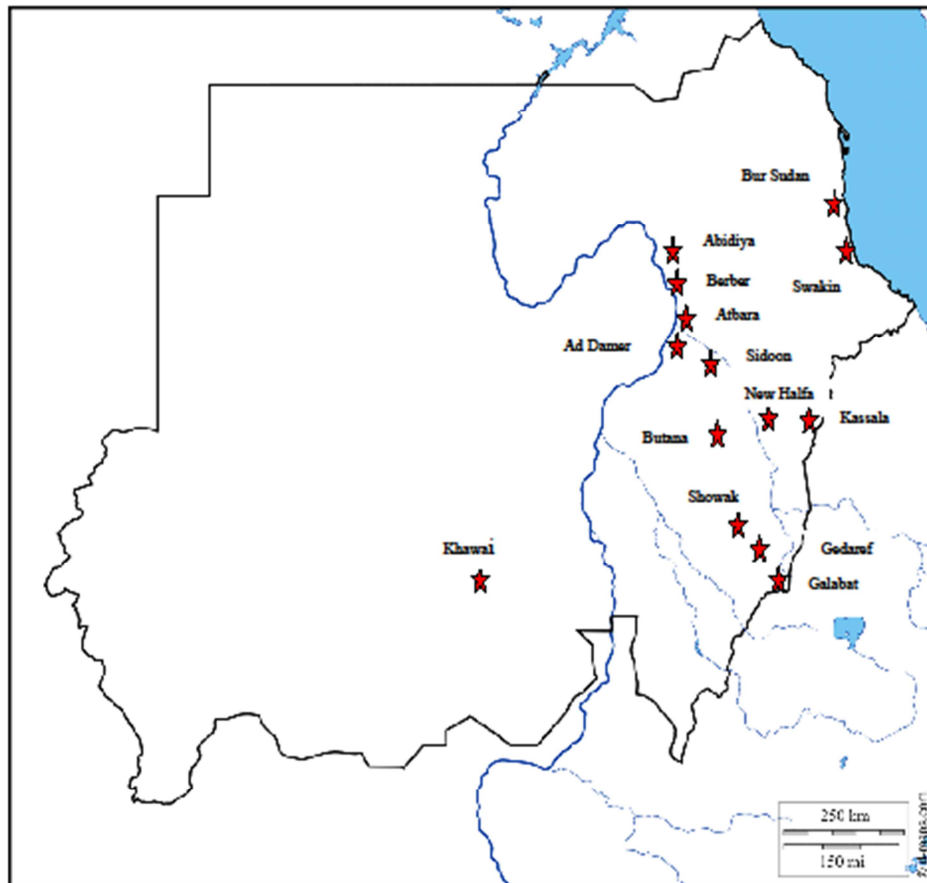 Bur Sudan
Abidiya
Swakin
Berber
Atbara
Ad Damer
Sidoon
New Halfa
Kassala
Butana
Showak
Khawai
Gedaref
Galabat
250 km
150 mi